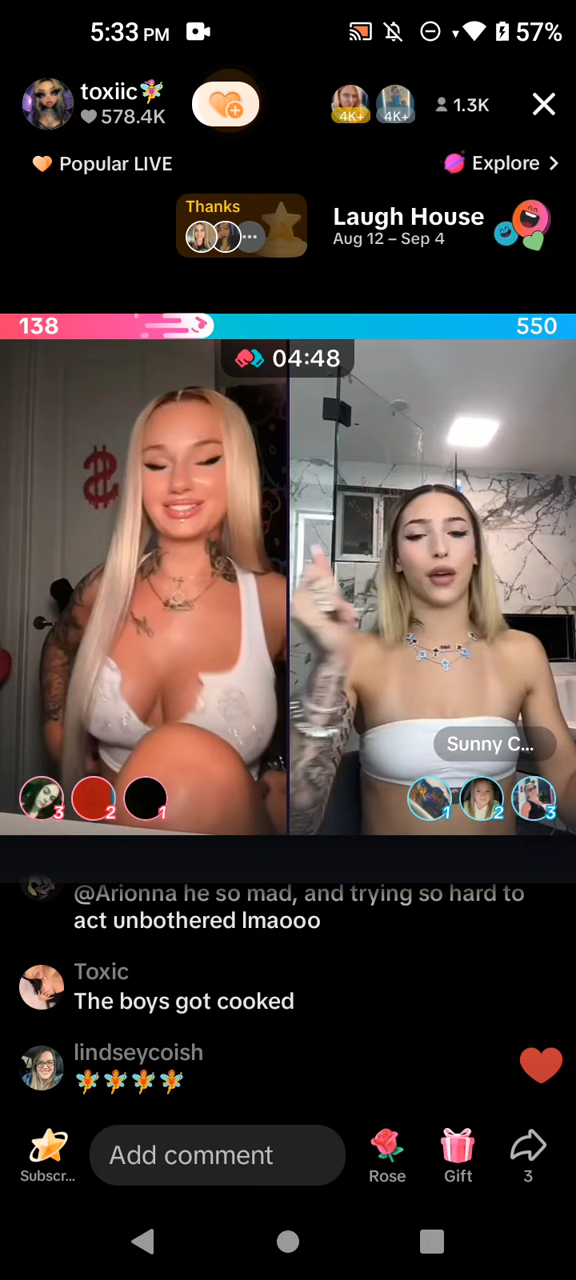 5:33 PM
57%
toxiic🧚
578.4K
4K+
4K+
1.3K
Popular LIVE
Explore >
Thanks
Laugh House
Aug 12 – Sep 4
138
550
04:48
Sunny C...
3
2
1
1
2
3
@Arionna he so mad, and trying so hard to
act unbothered lmaooo
Toxic
The boys got cooked
lindseycoish
🧚🧚🧚🧚
Add comment
Subscr...
Rose
Gift
3